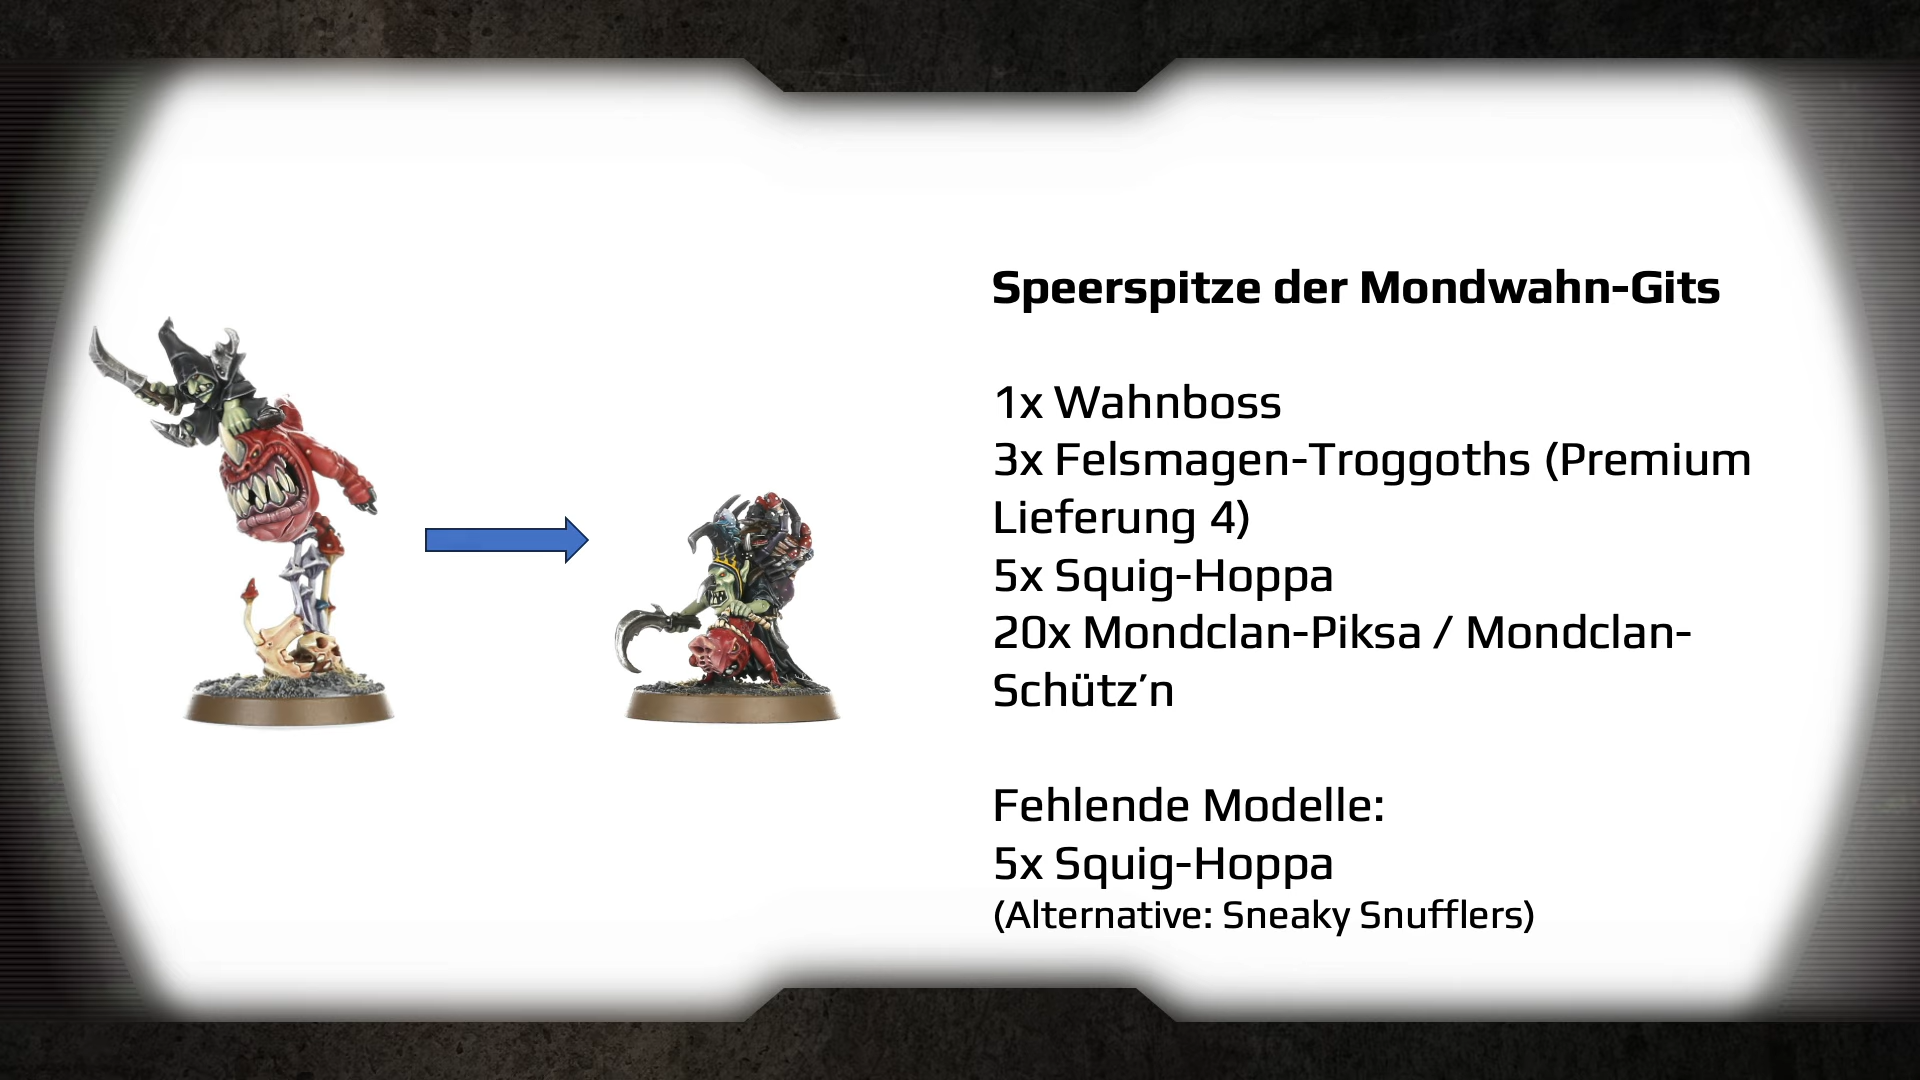 Speerspitze der Mondwahn-Gits
1x Wahnboss
3x Felsmagen-Troggoths (Premium
Lieferung 4)
5x Squig-Hoppa
20x Mondclan-Piksa / Mondclan-
Schütz’n
Fehlende Modelle:
5x Squig-Hoppa
(Alternative: Sneaky Snufflers)